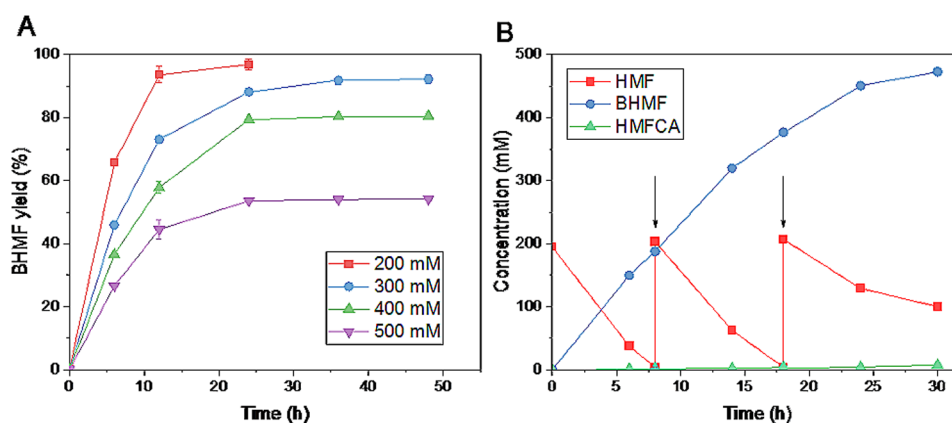 A
BHMF yield (%)
100
80
60
40
20
0
200 mM
300 mM
400 mM
500 mM
0
10
20
30
40
50
Time (h)
B
Concentration (mM)
500
400
300
200
100
0
HMF
BHMF
HMFCA
0
5
10
15
20
25
30
Time (h)